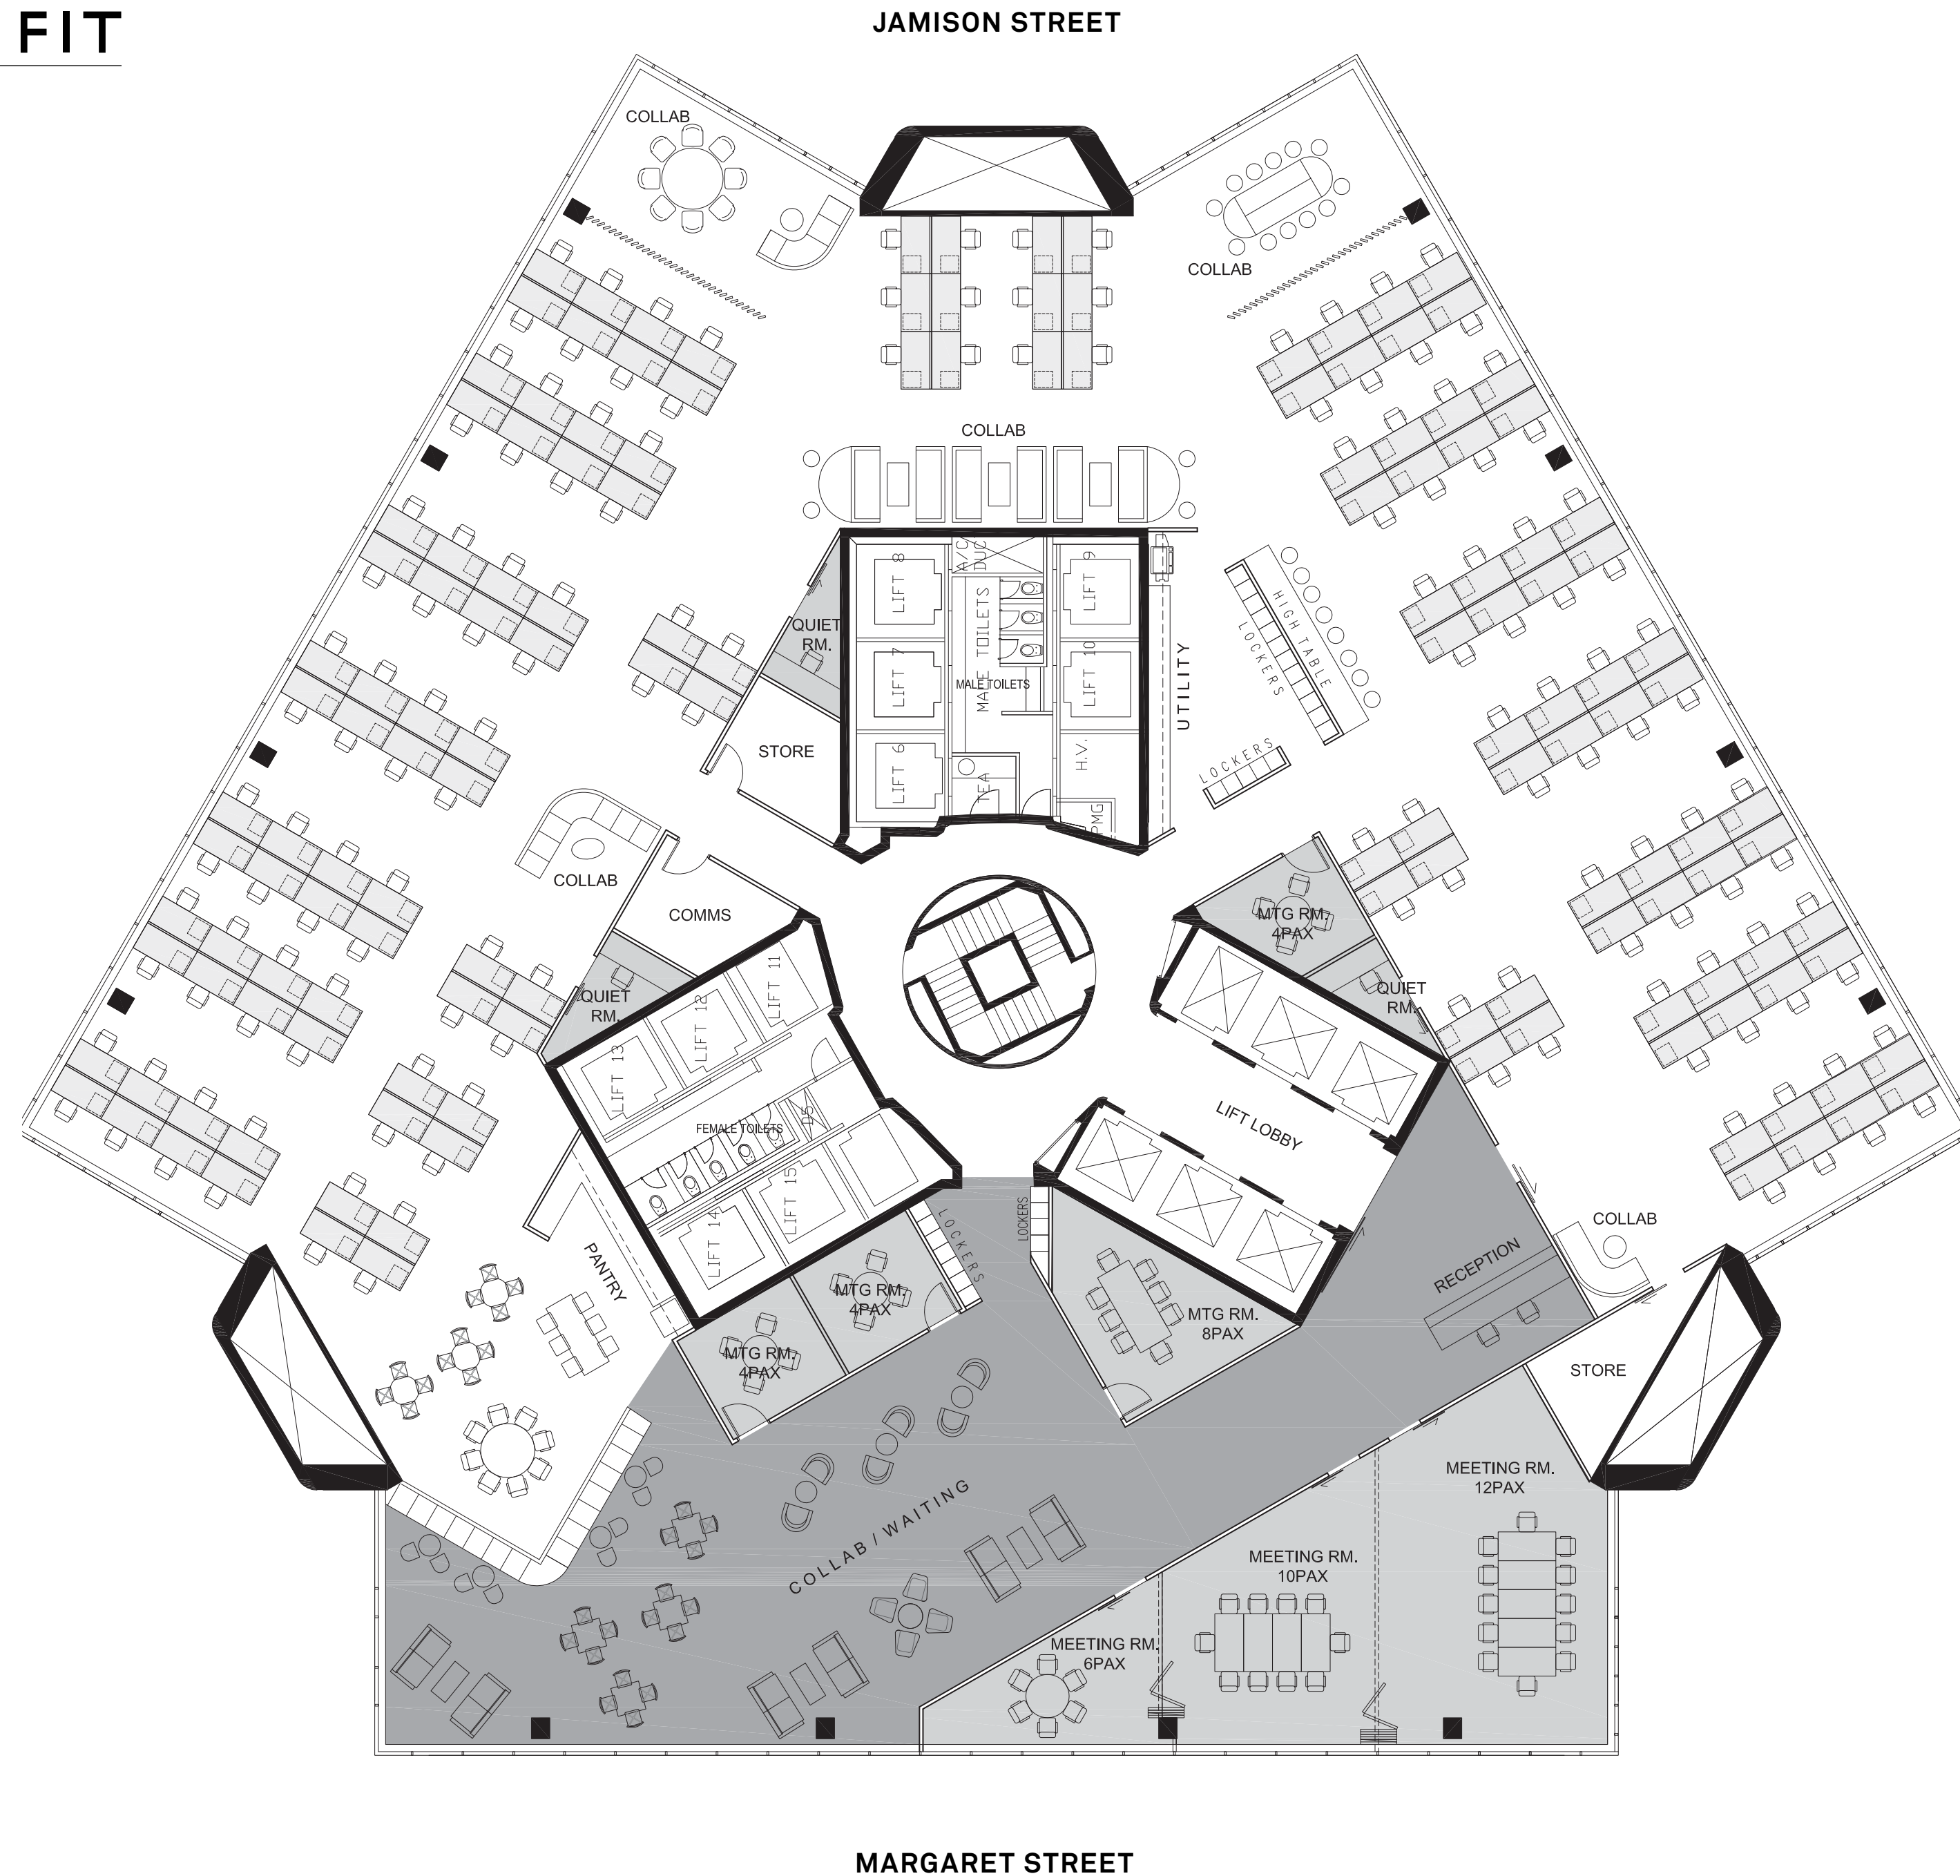 FIT
JAMISON STREET
COLLAB
COLLAB
COLLAB
LIFT 8
A/C
DUC
LIFT 9
MALE TOILETS
QUIET
RM.
HIGH TABLE
LOCKERS
LIFT 7
MALE TOILETS
LIFT 10
UTILITY
STORE
LIFT 6
TEA
H.V.
PMG
LOCKERS
COLLAB
COMMS
MTG RM.
4PAX
LIFT 11
LIFT 12
QUIET
RM.
QUIET
RM.
LIFT 13
FEMALE TOILETS
LIFT LOBBY
LIFT 15
LIFT 14
LOCKERS
LOCKERS
COLLAB
PANTRY
RECEPTION
MTG RM.
4PAX
MTG RM.
8PAX
MTG RM.
4PAX
STORE
COLLAB / WAITING
MEETING RM.
12PAX
MEETING RM.
10PAX
MEETING RM.
6PAX
MARGARET STREET